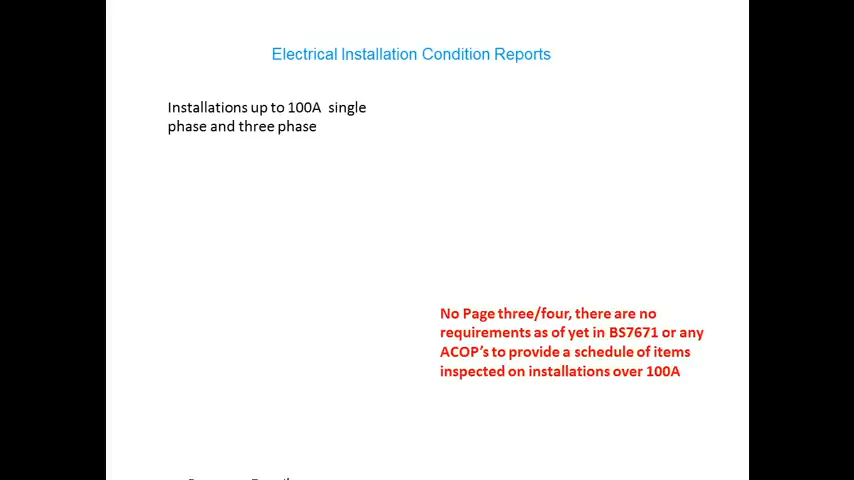 Electrical Installation Condition Reports
Installations up to 100A single
phase and three phase
No Page three/four, there are no
requirements as of yet in BS7671 or any
ACOP's to provide a schedule of items
inspected on installations over 100A